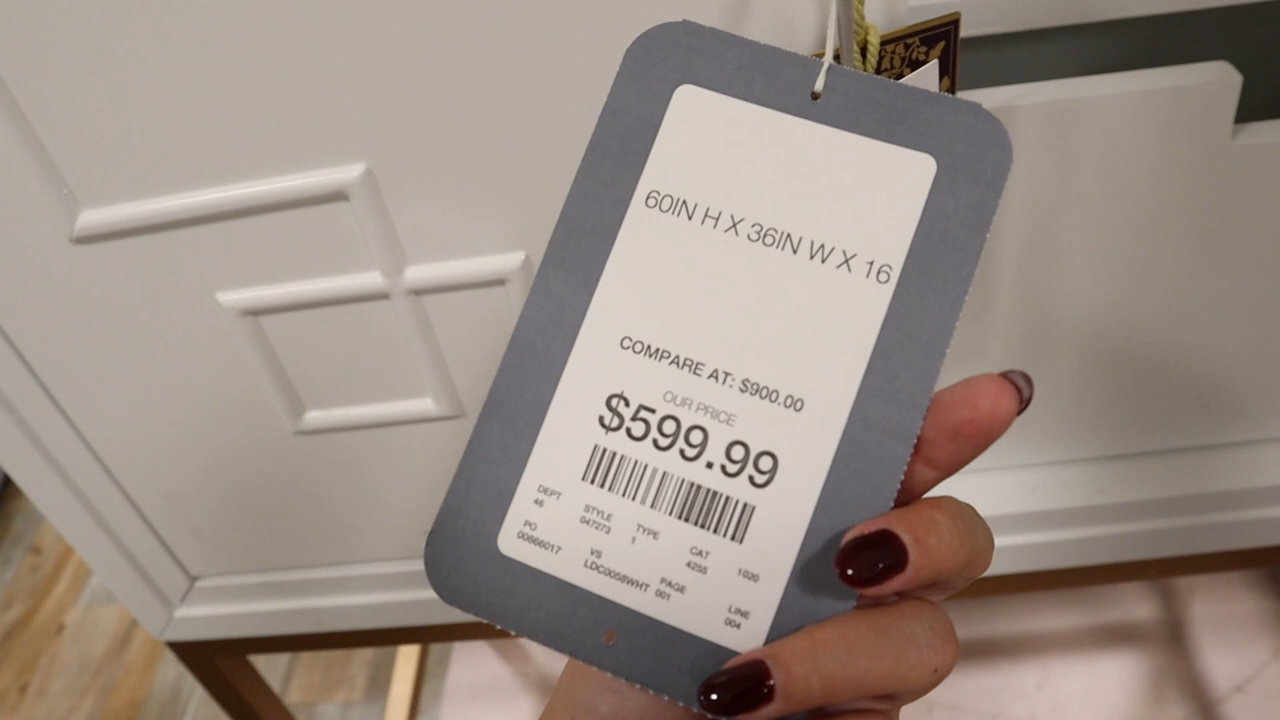 60IN H X 36IN W X 16
COMPARE AT: $900.00
OUR PRICE
$599.99
DEPT STYLE TYPE CAT 1020
46 047273 1 4255
PO VS PAGE LINE
00866017 LDC0058WHT 001 004